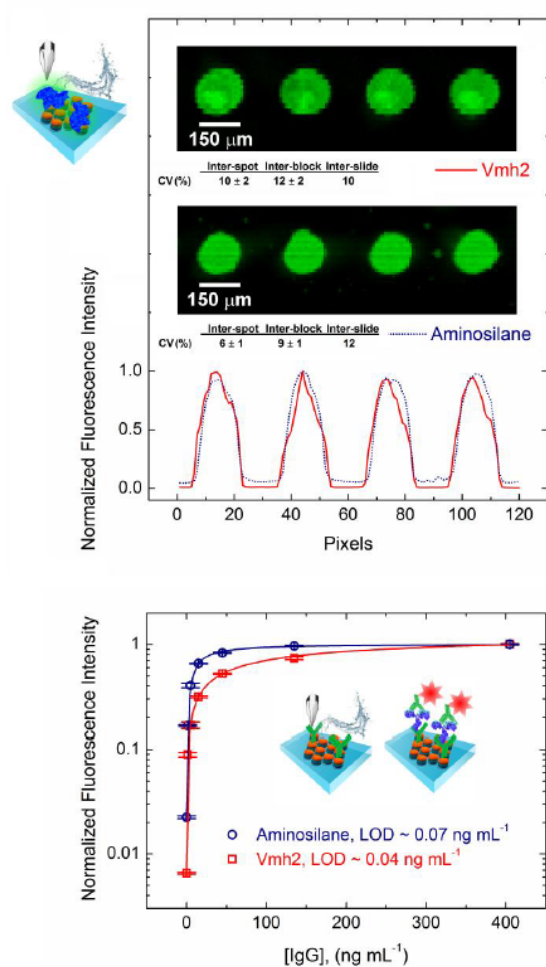 150 μm
Inter-spot Inter-block Inter-slide
CV(%) 10 ± 2 12 ± 2 10
Vmh2
150 μm
Inter-spot Inter-block Inter-slide
CV(%) 6 ± 1 9 ± 1 12
Aminosilane
Normalized Fluorescence Intensity
1.0
0.5
0.0
0 20 40 60 80 100 120
Pixels
Normalized Fluorescence Intensity
1
0.1
0.01
Aminosilane, LOD ~ 0.07 ng mL⁻¹
Vmh2, LOD ~ 0.04 ng mL⁻¹
0 100 200 300 400
[IgG], (ng mL⁻¹)